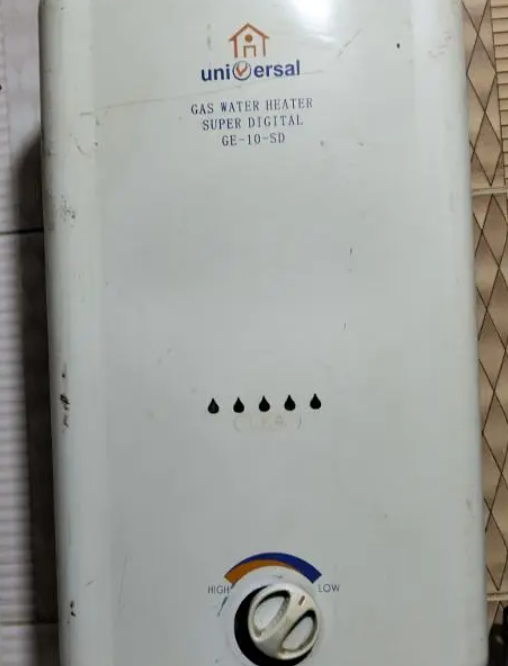 universal
GAS WATER HEATER
SUPER DIGITAL
GE-10-SD
HIGH LOW